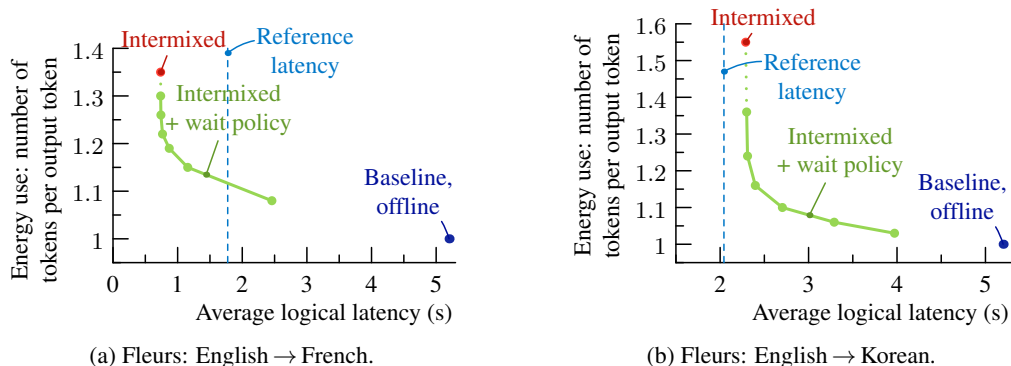 Energy use: number of
tokens per output token
1.4
1.3
1.2
1.1
1
Intermixed
Reference
latency
Intermixed
+ wait policy
Baseline,
offline
0
1
2
3
4
5
Average logical latency (s)
(a) Fleurs: English → French.
Energy use: number of
tokens per output token
1.6
1.5
1.4
1.3
1.2
1.1
1
Intermixed
Reference
latency
Intermixed
+ wait policy
Baseline,
offline
2
3
4
5
Average logical latency (s)
(b) Fleurs: English → Korean.